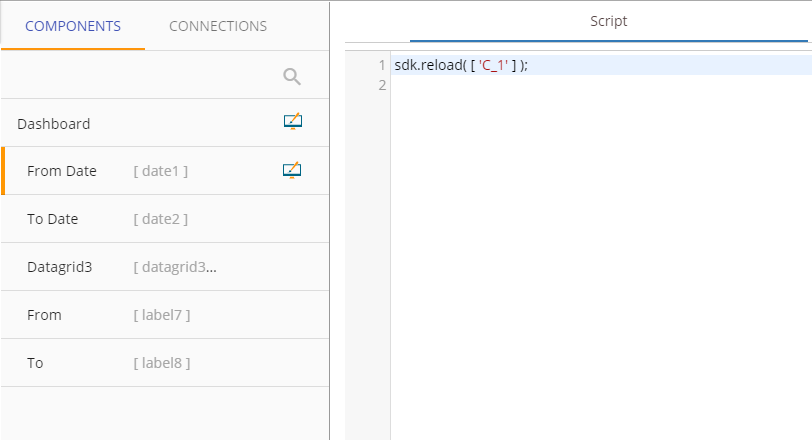 COMPONENTS CONNECTIONS
Dashboard
From Date [ date1 ]
To Date [ date2 ]
Datagrid3 [ datagrid3...
From [ label7 ]
To [ label8 ]
Script
1 sdk.reload( [ 'C_1' ] );
2